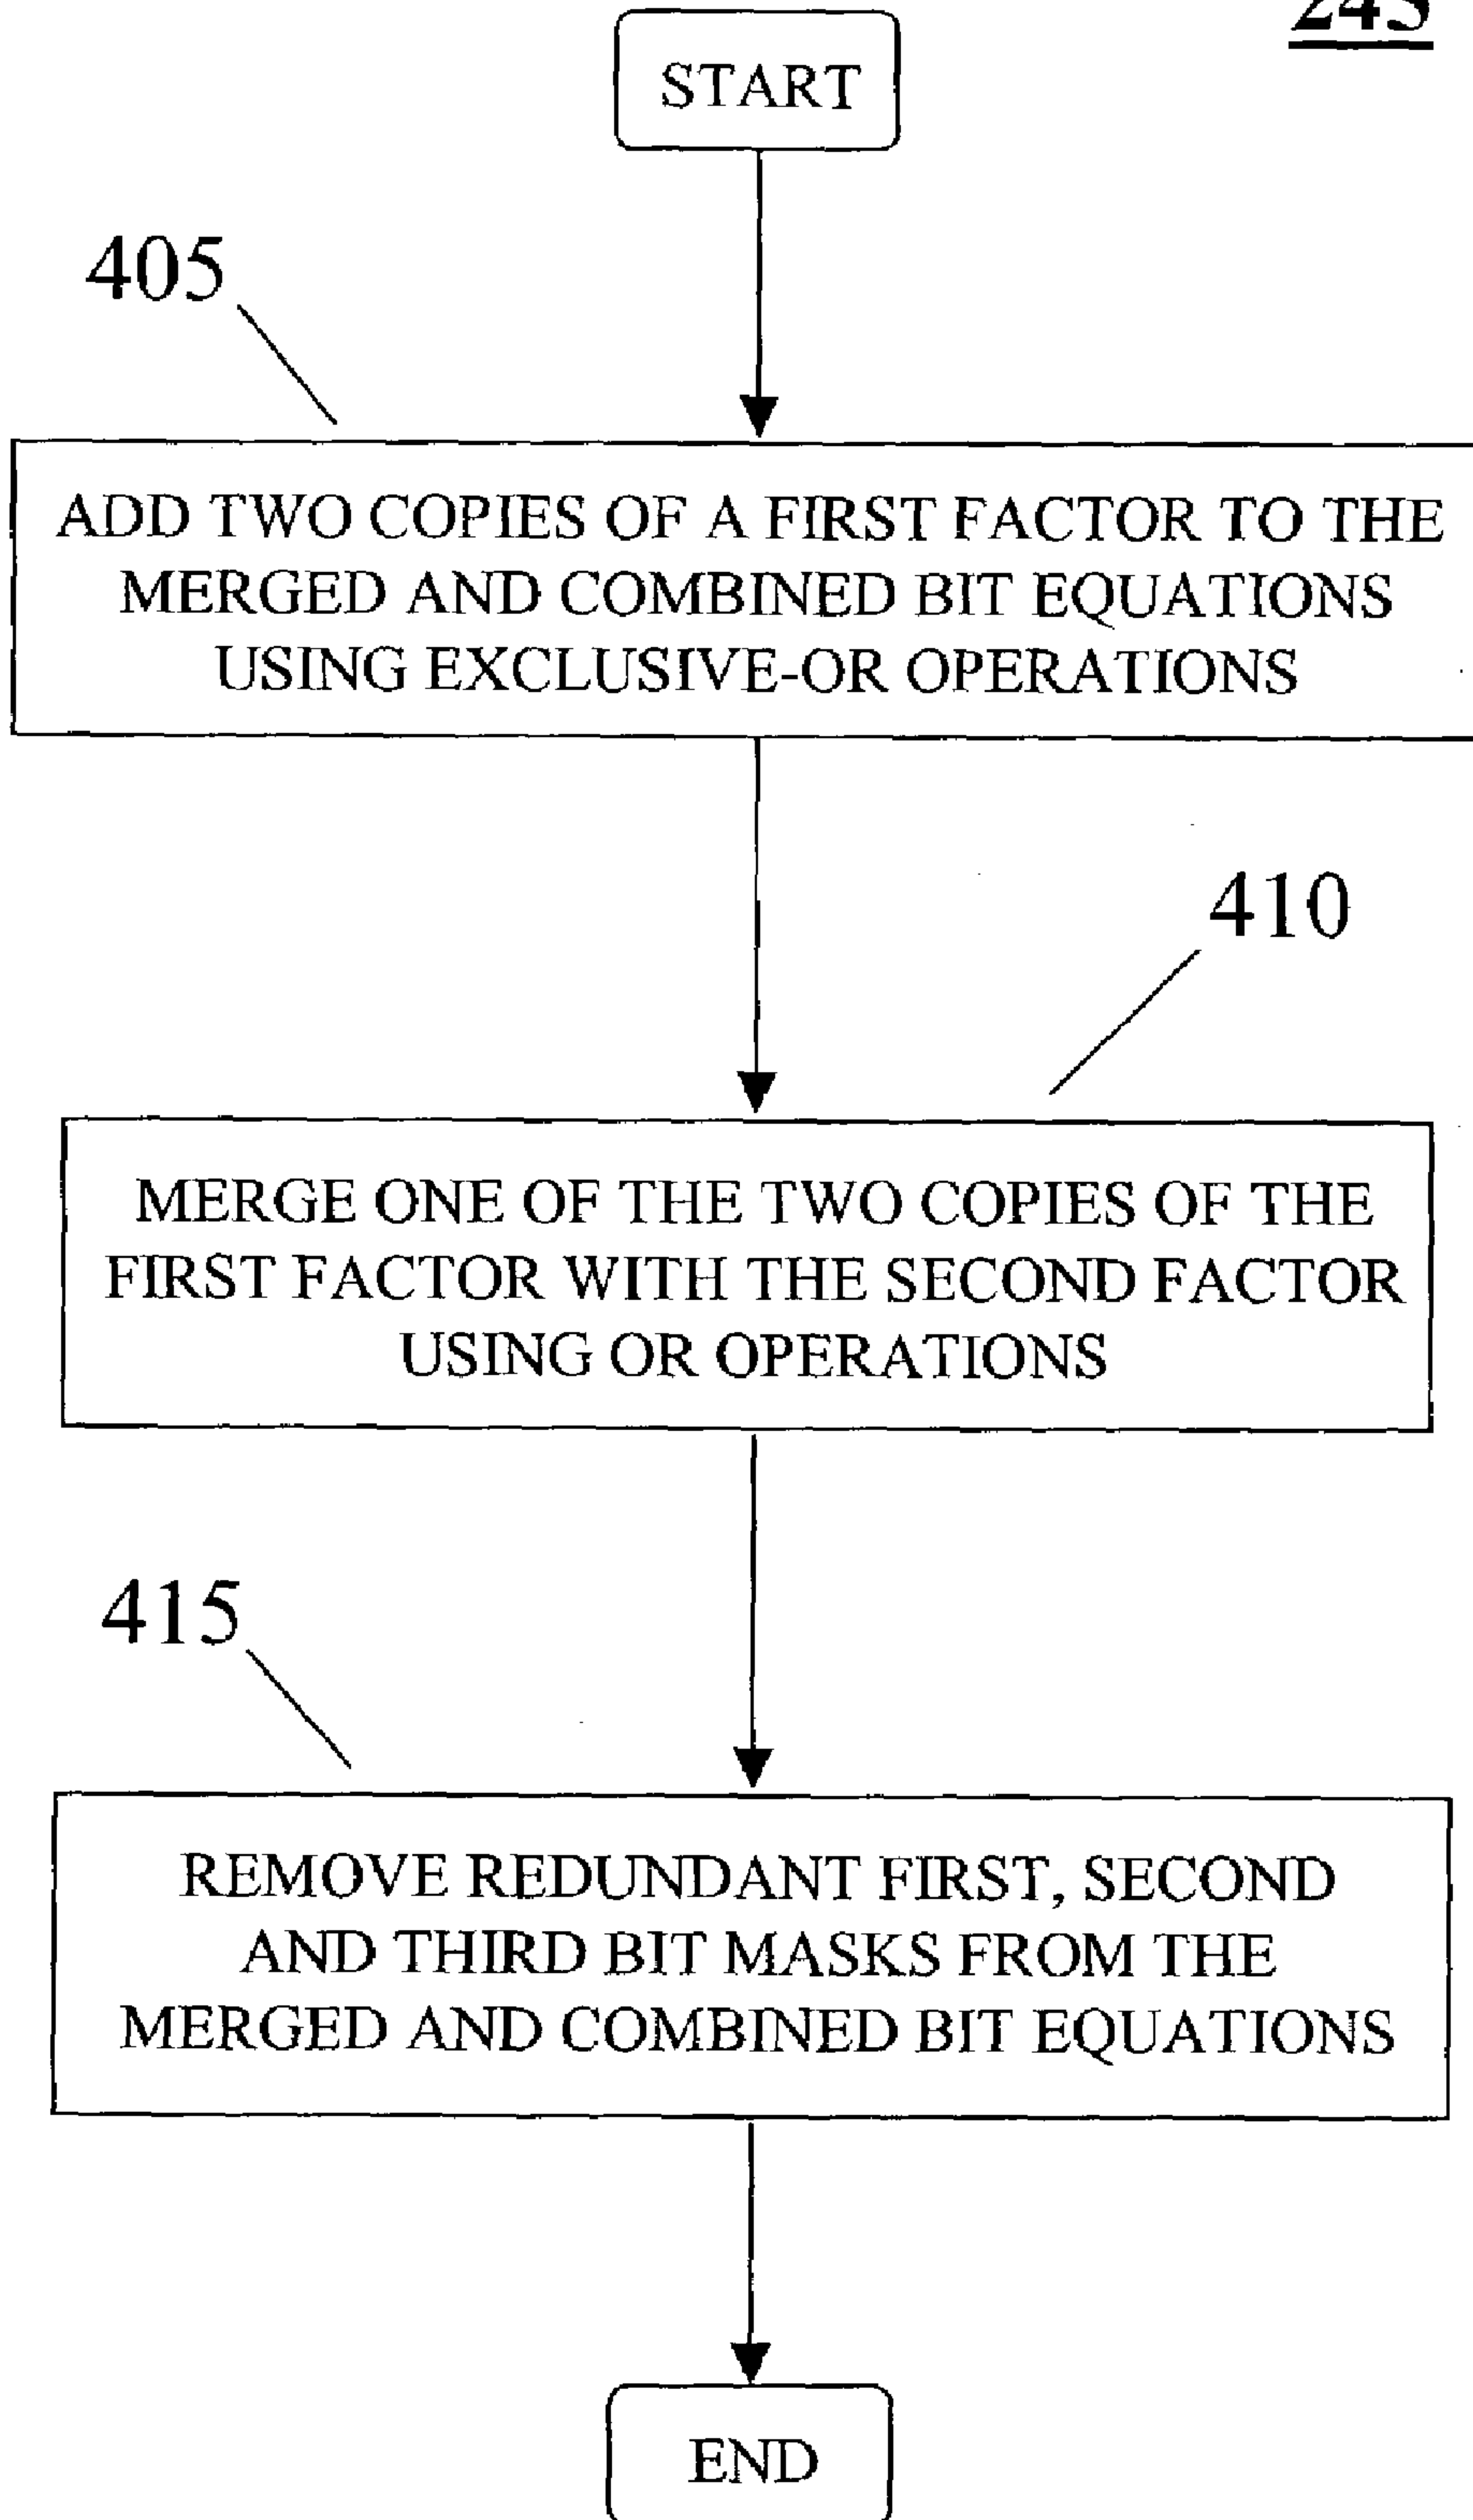 START
405
ADD TWO COPIES OF A FIRST FACTOR TO THE
MERGED AND COMBINED BIT EQUATIONS
USING EXCLUSIVE-OR OPERATIONS
410
MERGE ONE OF THE TWO COPIES OF THE
FIRST FACTOR WITH THE SECOND FACTOR
USING OR OPERATIONS
415
REMOVE REDUNDANT FIRST, SECOND
AND THIRD BIT MASKS FROM THE
MERGED AND COMBINED BIT EQUATIONS
END